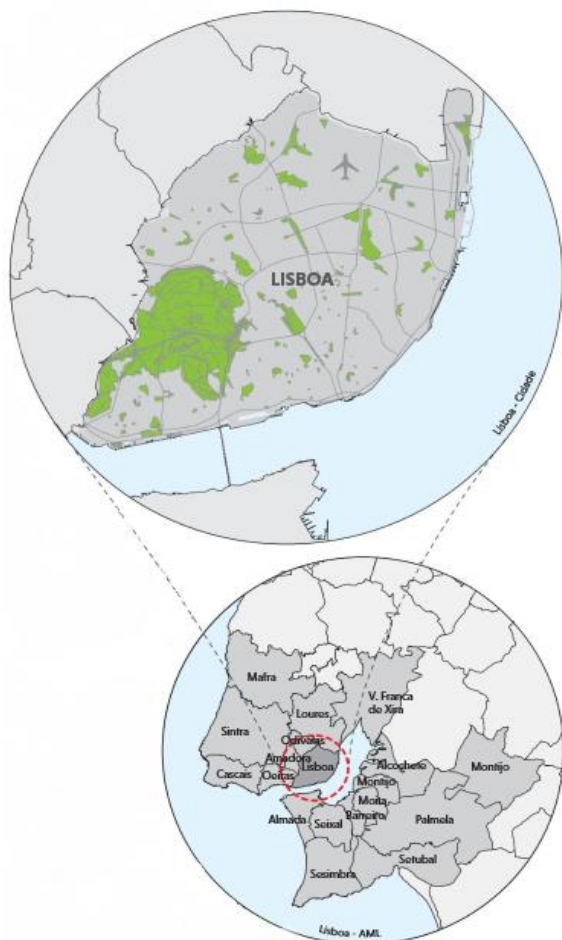 LISBOA
Lisboa - Cidade
Mafra
V. Franca
de Xira
Loures
Sintra
Odivelas
Amadora
Lisboa
Alcochete
Montijo
Cascais
Oeiras
Montijo
Moita
Almada
Seixal
Barreiro
Palmela
Setubal
Sesimbra
Lisboa - AML